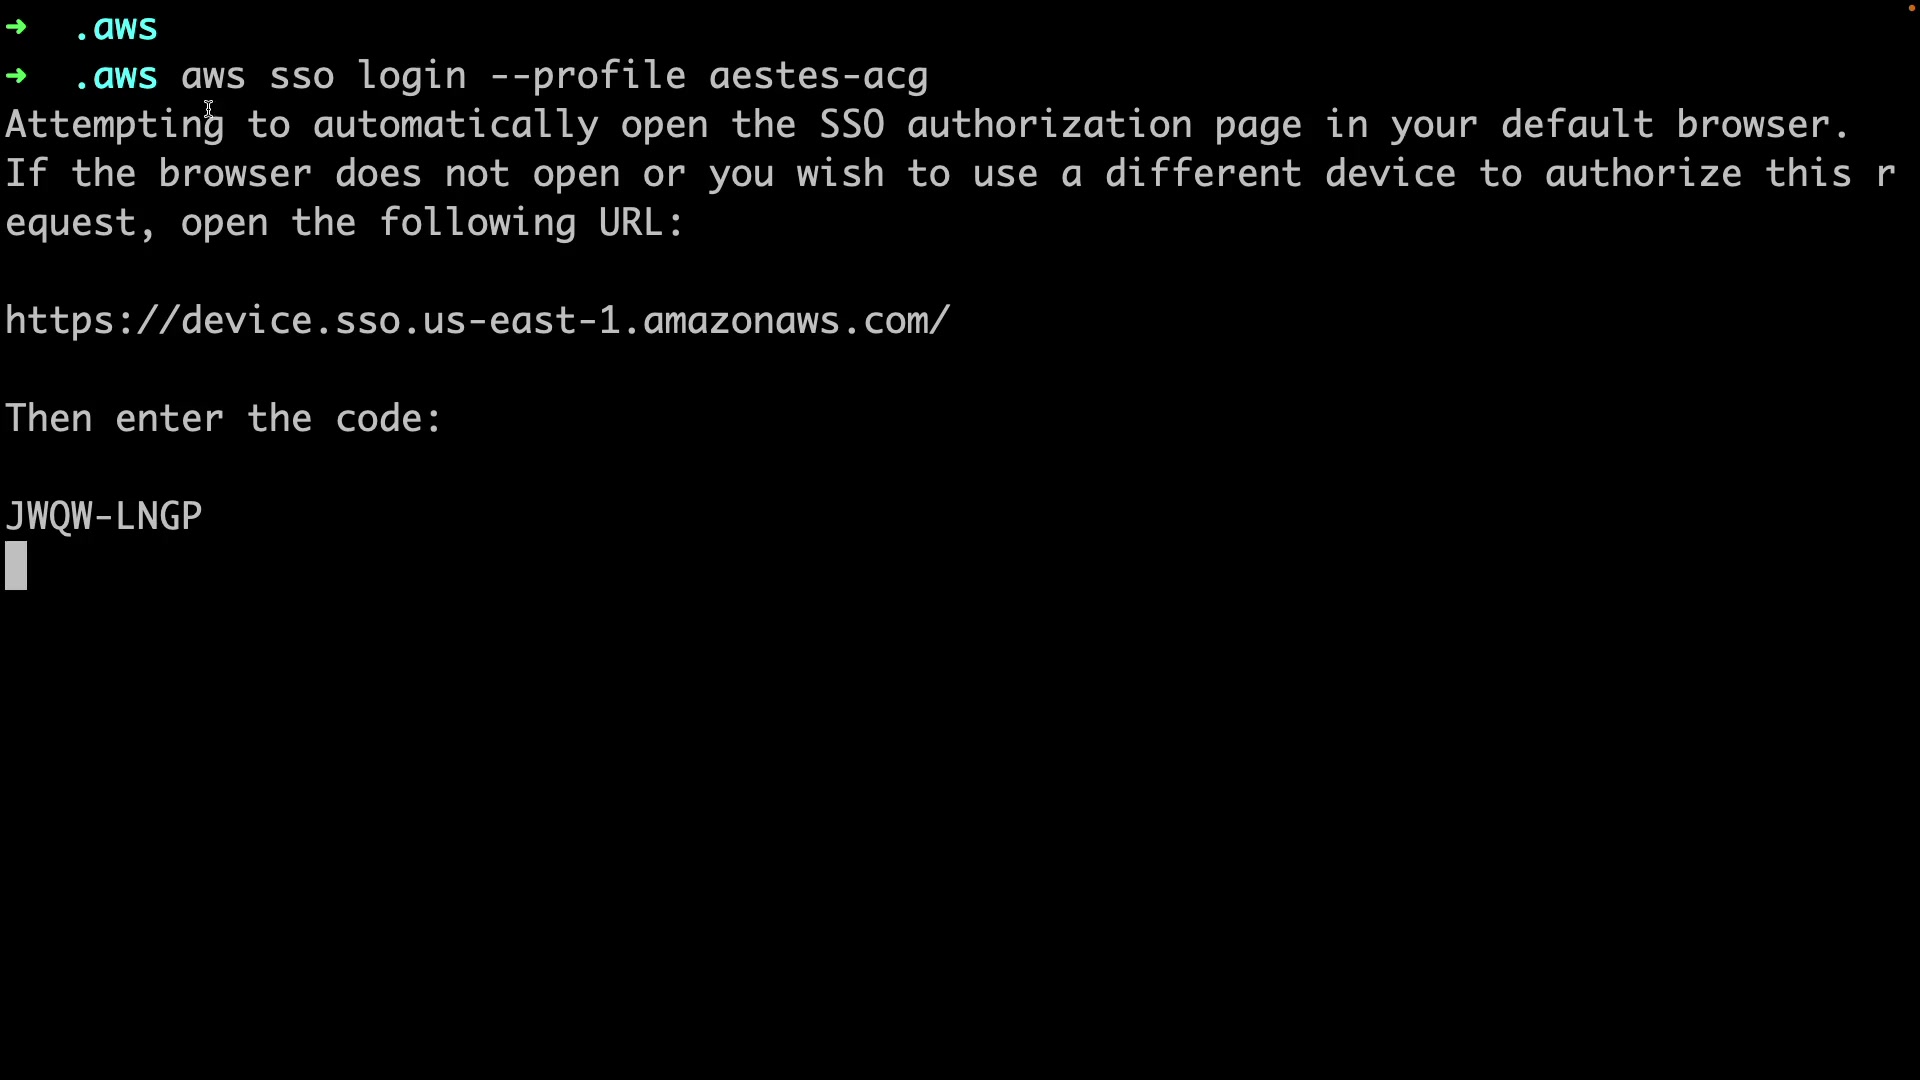 ➜ .aws
➜ .aws aws sso login --profile aestes-acg
Attempting to automatically open the SSO authorization page in your default browser.
If the browser does not open or you wish to use a different device to authorize this r
equest, open the following URL:
https://device.sso.us-east-1.amazonaws.com/
Then enter the code:
JWQW-LNGP